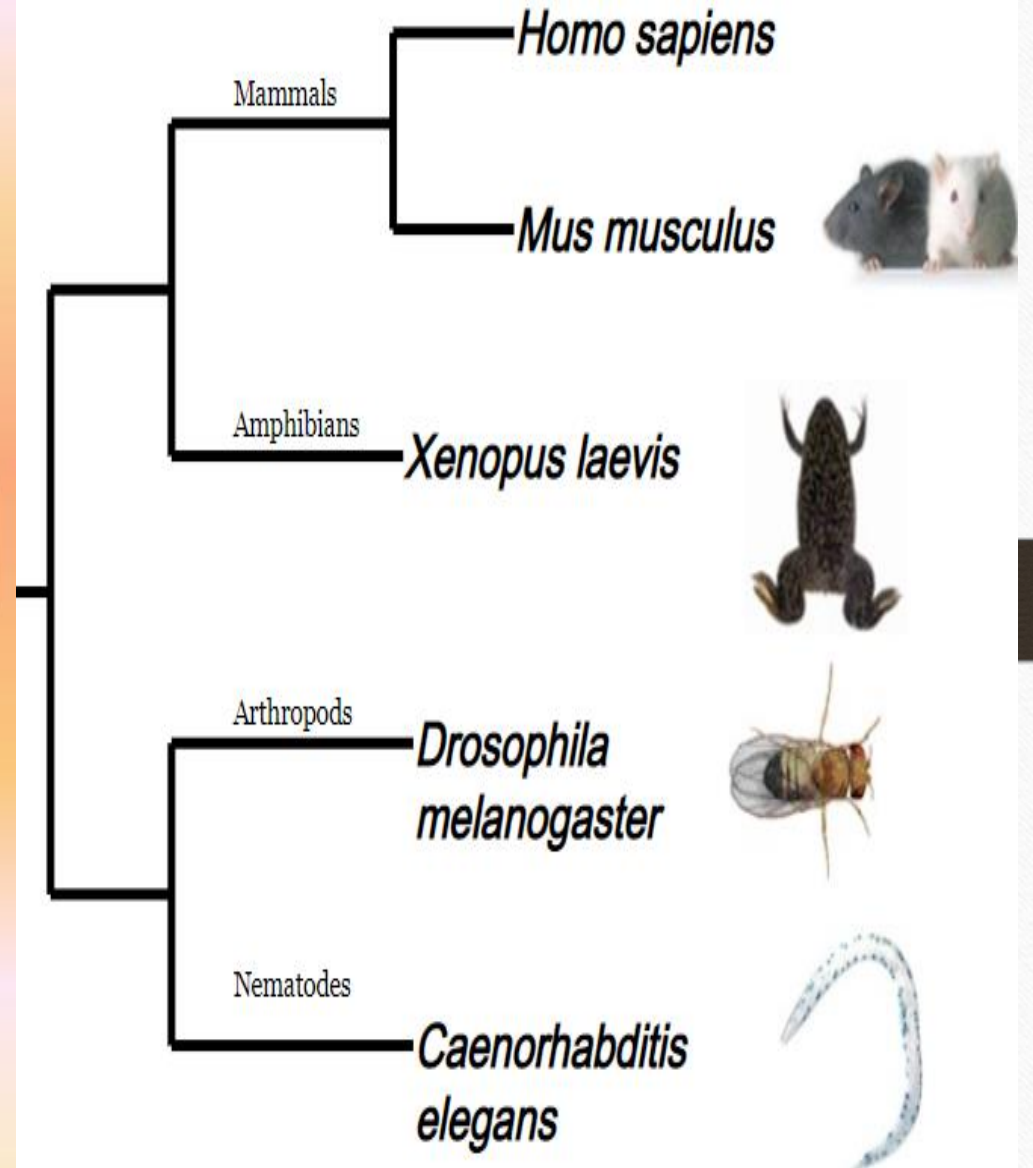 Homo sapiens
Mammals
Mus musculus
Amphibians
Xenopus laevis
Arthropods
Drosophila
melanogaster
Nematodes
Caenorhabditis
elegans